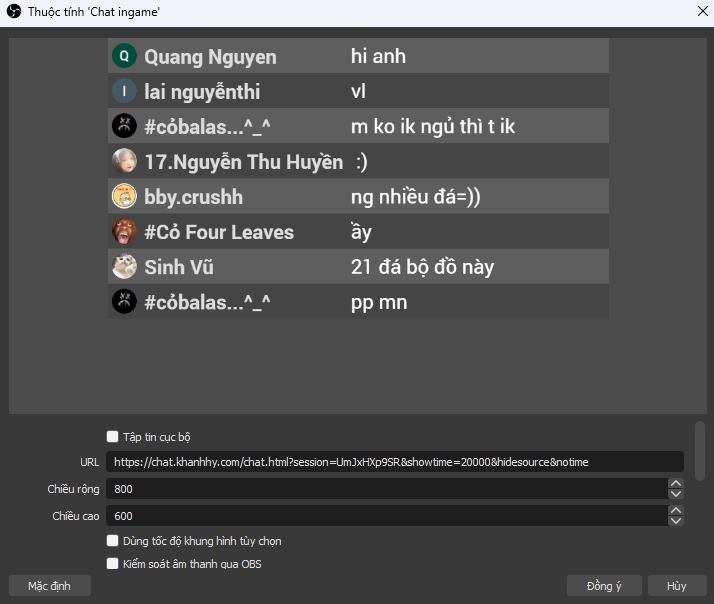 Thuộc tính 'Chat ingame'
Q Quang Nguyen hi anh
I lai nguyễnthi vl
#cỏbalas...^_^ m ko ik ngủ thì t ik
17.Nguyễn Thu Huyền :)
bby.crushh ng nhiều đá=))
#Cỏ Four Leaves ầy
Sinh Vũ 21 đá bộ đồ này
#cỏbalas...^_^ pp mn
Tập tin cục bộ
URL https://chat.khanhhy.com/chat.html?session=UmJxHXp9SR&showtime=20000&hidesource&notime
Chiều rộng 800
Chiều cao 600
Dùng tốc độ khung hình tùy chọn
Kiểm soát âm thanh qua OBS
Mặc định Đồng ý Hủy